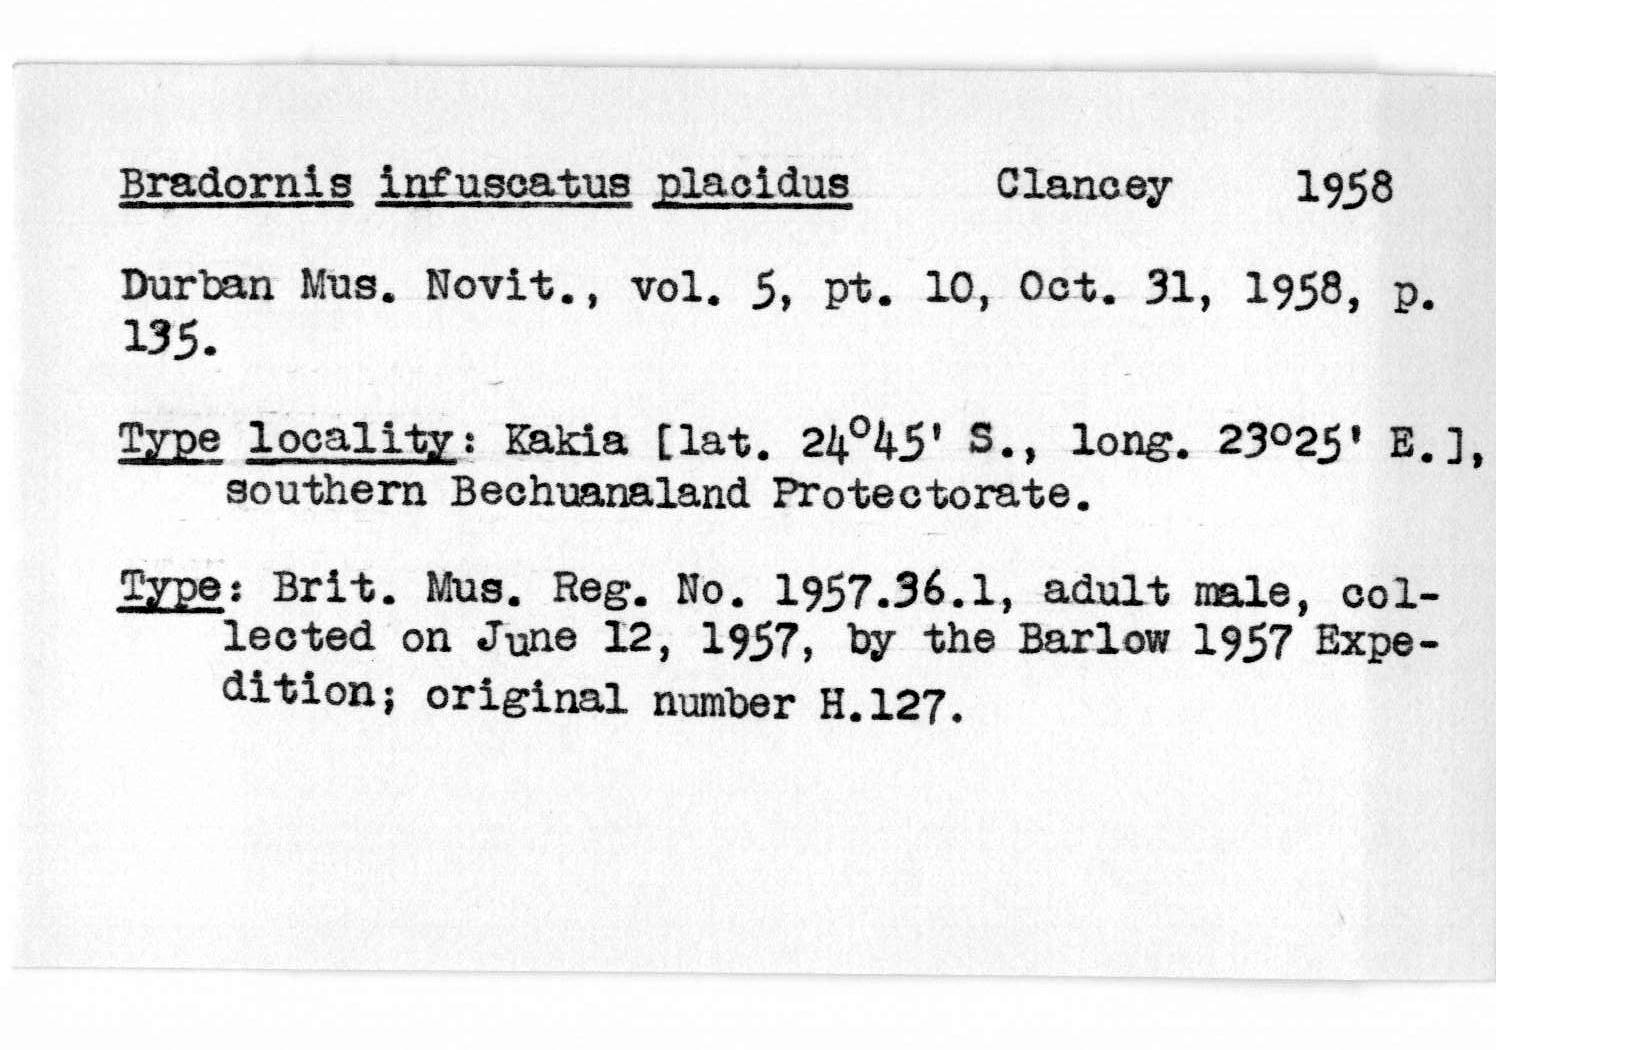 Bradornis infuscatus placidus Clancey 1958
Durban Mus. Novit., vol. 5, pt. 10, Oct. 31, 1958, p.
135.
Type locality: Kakia [lat. 24°45' S., long. 23°25' E.],
southern Bechuanaland Protectorate.
Type: Brit. Mus. Reg. No. 1957.36.1, adult male, col-
lected on June 12, 1957, by the Barlow 1957 Expe-
dition; original number H.127.